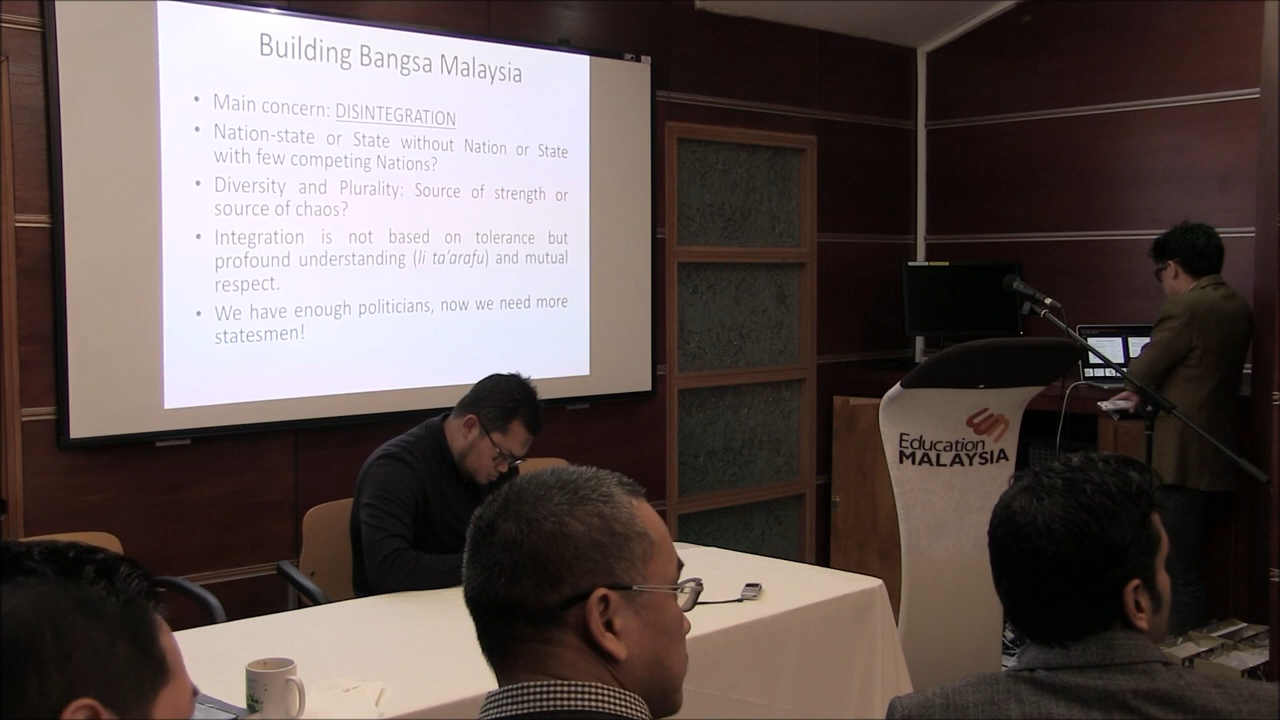 Building Bangsa Malaysia
• Main concern: DISINTEGRATION
• Nation-state or State without Nation or State
with few competing Nations?
• Diversity and Plurality: Source of strength or
source of chaos?
• Integration is not based on tolerance but
profound understanding (li ta’arafu) and mutual
respect.
• We have enough politicians, now we need more
statesmen!
Education
MALAYSIA